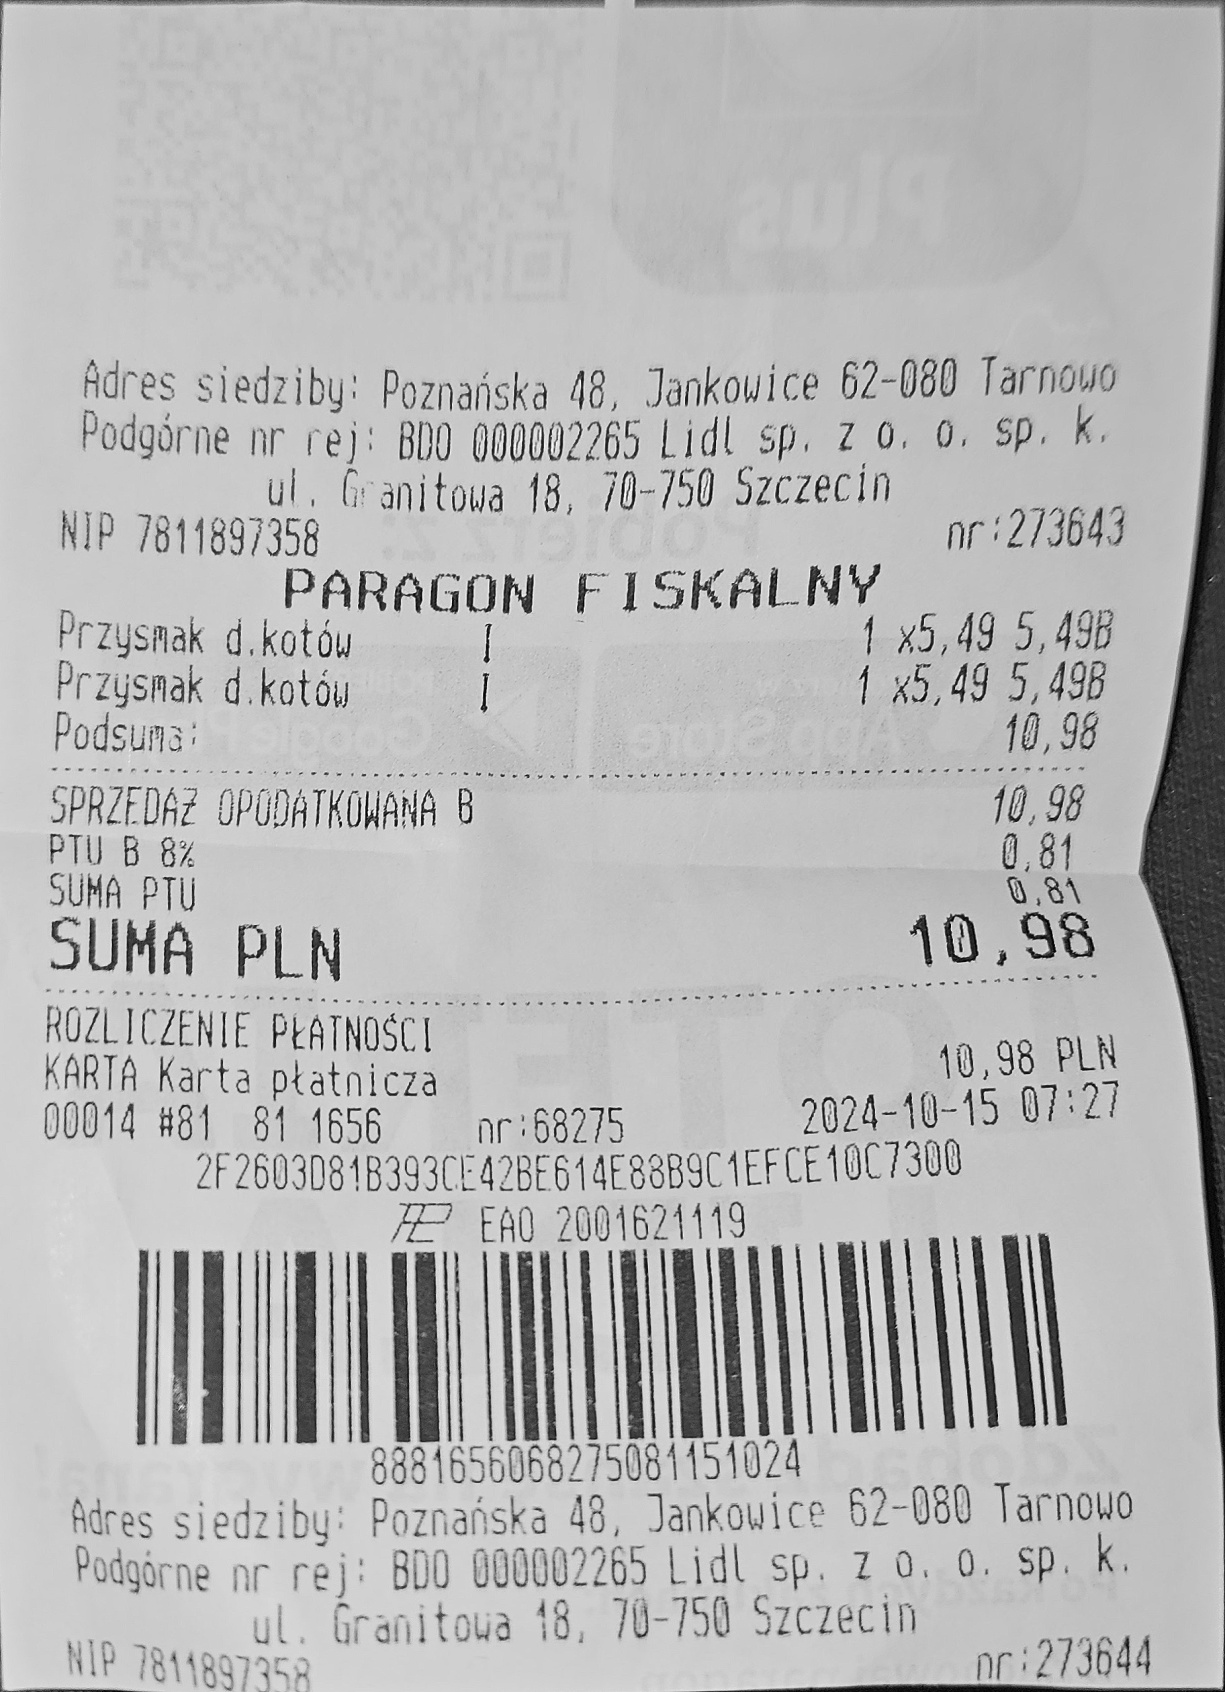 Plus
Adres siedziby: Poznańska 48, Jankowice 62-080 Tarnowo
Podgórne nr rej: BDO 000002265 Lidl sp. z o. o. sp. k.
ul. Granitowa 18, 70-750 Szczecin
Pobierz z:
NIP 7811897358 nr:273643
PARAGON FISKALNY
Przysmak d.kotów I 1 x5,49 5,49B
Przysmak d.kotów I 1 x5,49 5,49B
App Store
Podsuma: 10,98
SPRZEDAŻ OPODATKOWANA B 10,98
PTU B 8% 0,81
SUMA PTU 0,81
SUMA PLN 10,98
ROZLICZENIE PŁATNOŚCI
KARTA Karta płatnicza 10,98 PLN
00014 #81 81 1656 nr:68275 2024-10-15 07:27
2F2603D81B393CE42BE614E88B9C1EFCE10C7300
EAO 2001621119
8881656068275081151024
Adres siedziby: Poznańska 48, Jankowice 62-080 Tarnowo
Podgórne nr rej: BDO 000002265 Lidl sp. z o. o. sp. k.
ul. Granitowa 18, 70-750 Szczecin
NIP 7811897358 nr:273644